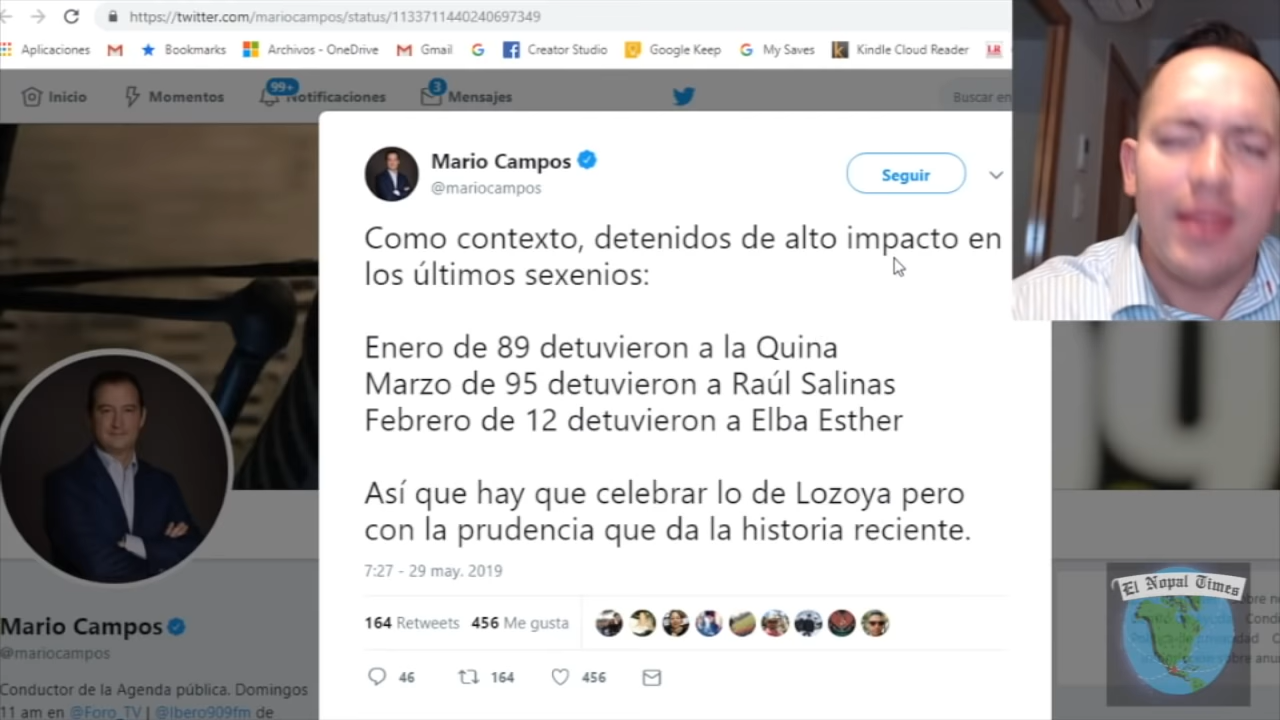 https://twitter.com/mariocampos/status/1133711440240697349
Aplicaciones
Bookmarks
Archivos - OneDrive
Gmail
Creator Studio
Google Keep
My Saves
Kindle Cloud Reader
Inicio
Momentos
99+
Notificaciones
3
Mensajes
Buscar en
Mario Campos
@mariocampos
Seguir
Como contexto, detenidos de alto impacto en
los últimos sexenios:
Enero de 89 detuvieron a la Quina
Marzo de 95 detuvieron a Raúl Salinas
Febrero de 12 detuvieron a Elba Esther
Así que hay que celebrar lo de Lozoya pero
con la prudencia que da la historia reciente.
7:27 - 29 may. 2019
164 Retweets 456 Me gusta
46 164 456
Mario Campos
@mariocampos
Conductor de la Agenda pública. Domingos
11 am en @Foro_TV | @Ibero909fm de
El Nopal Times